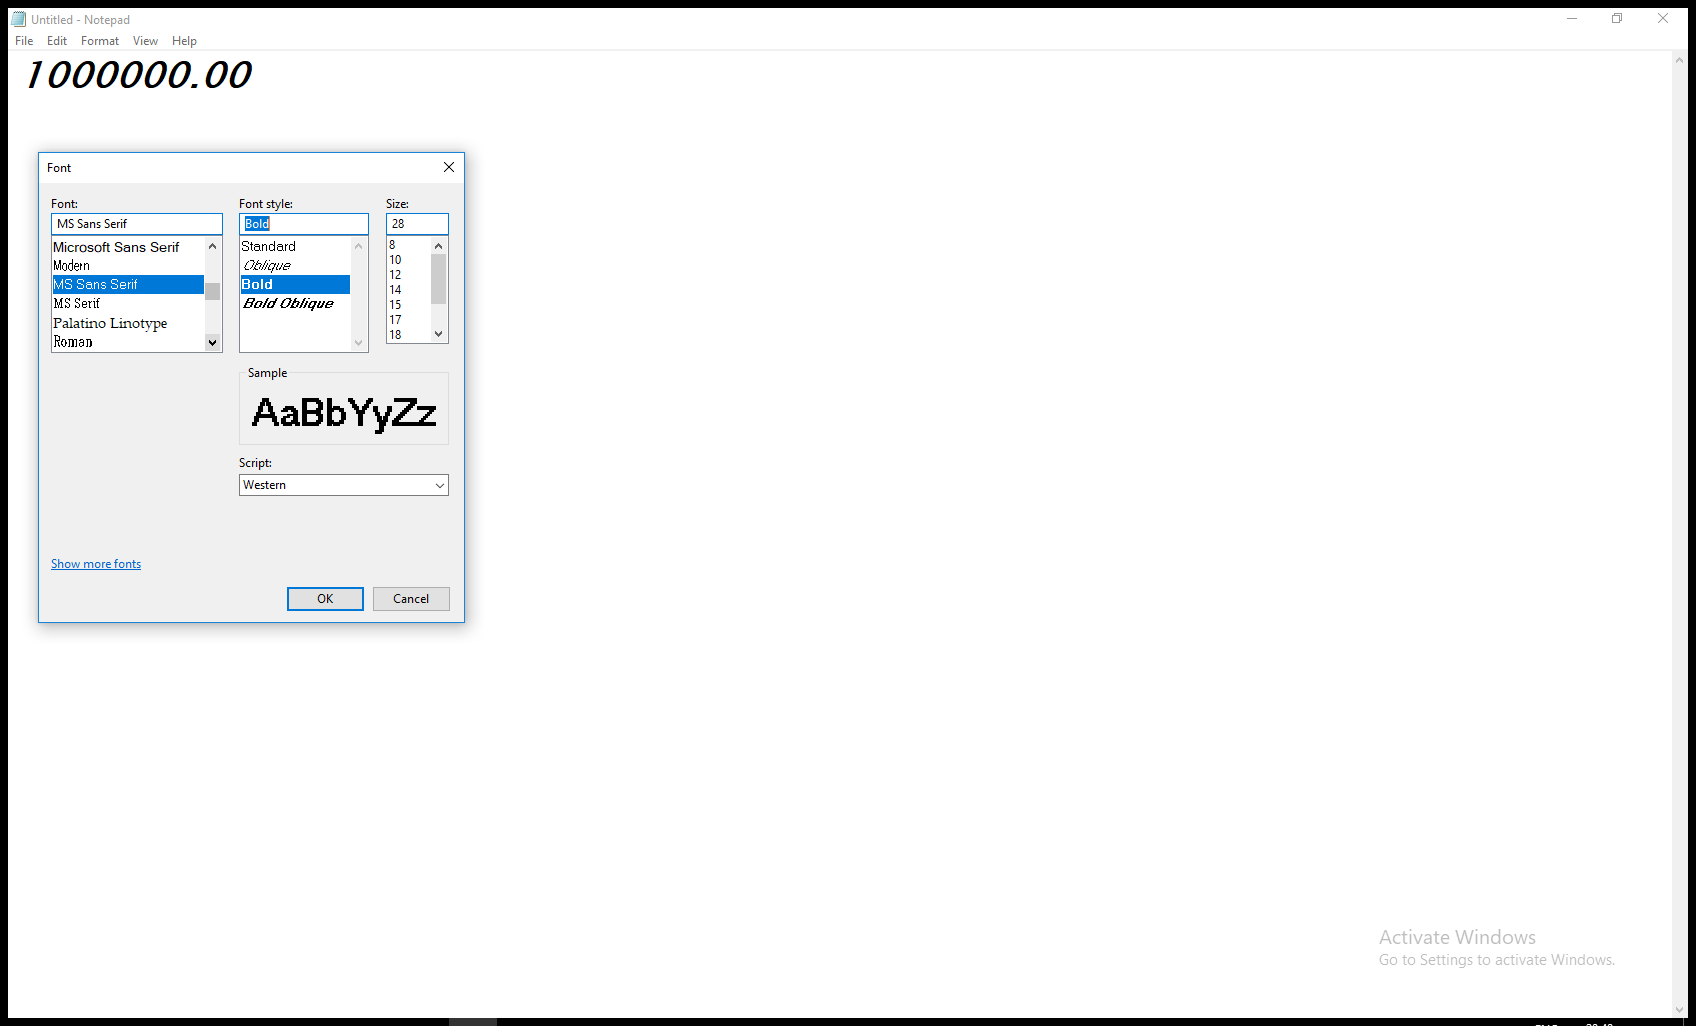 Untitled - Notepad
File Edit Format View Help
1000000.00
Font
Font: Font style: Size:
MS Sans Serif Bold 28
Microsoft Sans Serif
Modern
MS Sans Serif
MS Serif
Palatino Linotype
Roman
Standard
Oblique
Bold
Bold Oblique
8
10
12
14
15
17
18
Sample
AaBbYyZz
Script:
Western
Show more fonts
OK Cancel
Activate Windows
Go to Settings to activate Windows.